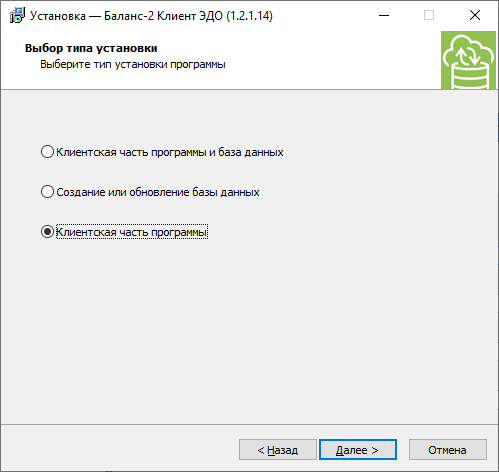 Установка — Баланс-2 Клиент ЭДО (1.2.1.14)
Выбор типа установки
Выберите тип установки программы
Клиентская часть программы и база данных
Создание или обновление базы данных
Клиентская часть программы
< Назад
Далее >
Отмена